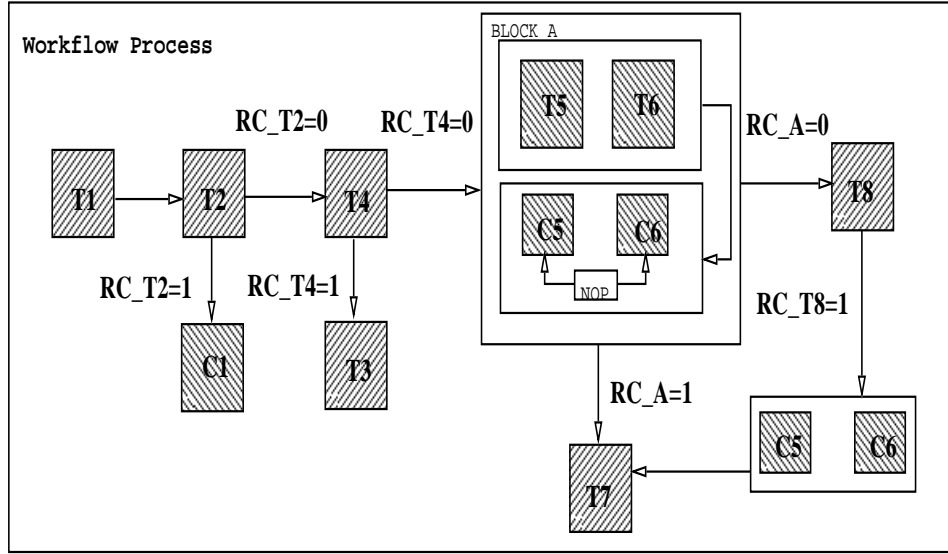 BLOCK A
Workflow Process
T5 T6
RC_T2=0 RC_T4=0 RC_A=0
T1 T2 T4 T8
C5 C6
NOP
RC_T2=1 RC_T4=1 RC_T8=1
C1 T3
RC_A=1
C5 C6
T7